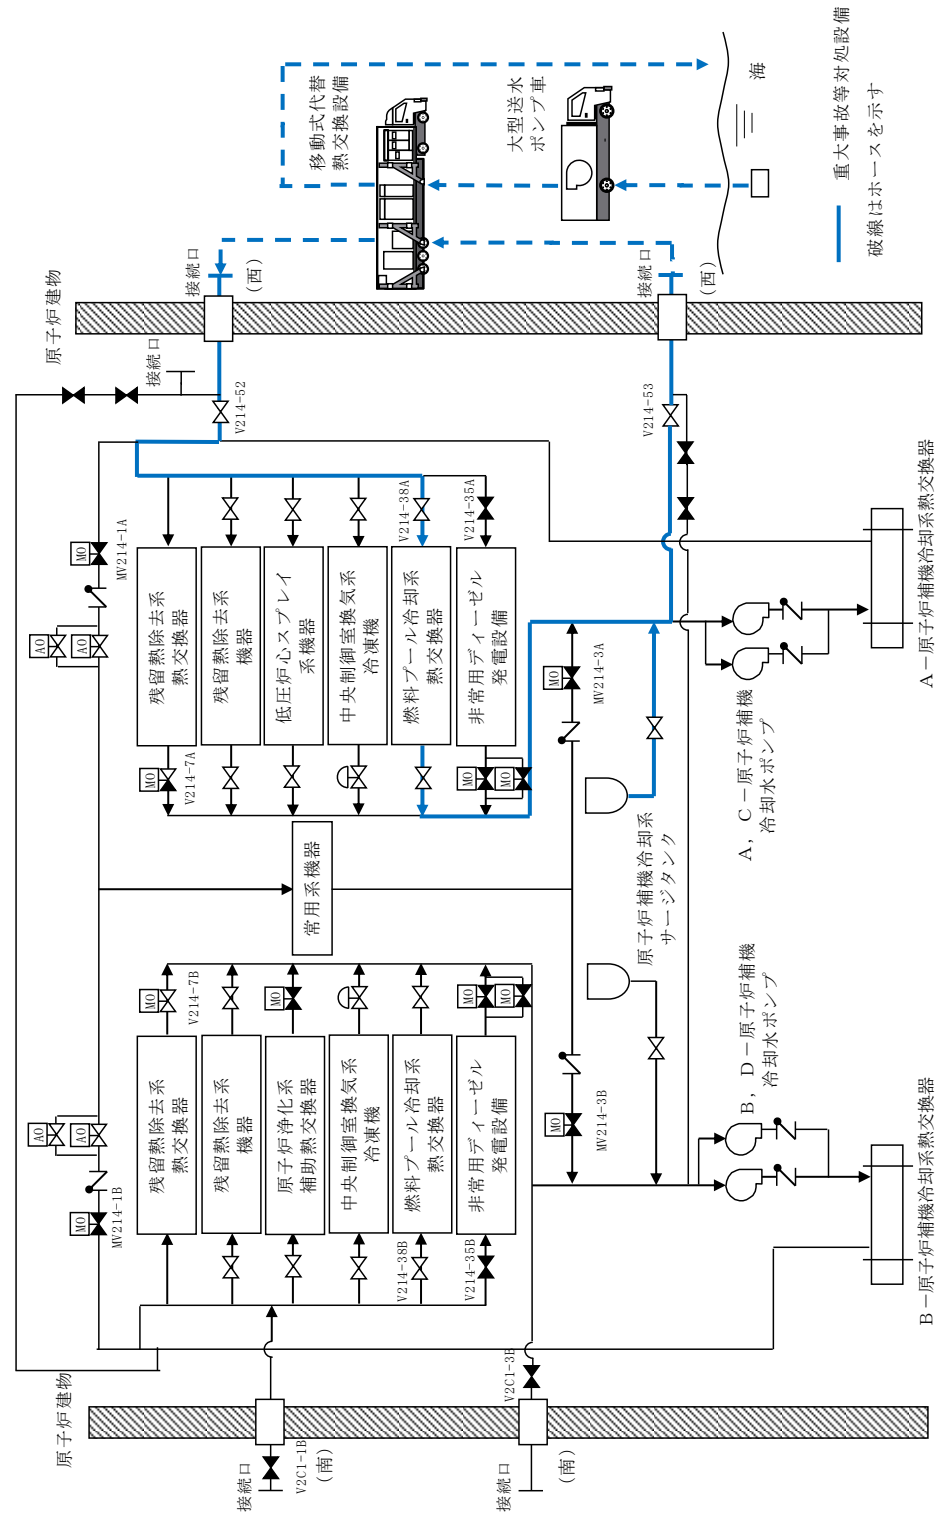 原子炉建物
接続口
V2C1-1B
(南)
接続口
(南)
V2C1-3B
B－原子炉補機冷却系熱交換器
MO
MV214-1B
AO
AO
残留熱除去系
熱交換器
残留熱除去系
機器
原子炉浄化系
補助熱交換器
中央制御室換気系
冷凍機
燃料プール冷却系
熱交換器
非常用ディーゼル
発電設備
V214-38B
V214-35B
MO
V214-7B
MO
MO
MO
MO
MV214-3B
B，D－原子炉補機
冷却水ポンプ
常用系機器
原子炉補機冷却系
サージタンク
AO
AO
MO
MV214-1A
残留熱除去系
熱交換器
残留熱除去系
機器
低圧炉心スプレイ
系機器
中央制御室換気系
冷凍機
燃料プール冷却系
熱交換器
非常用ディーゼル
発電設備
MO
V214-7A
MO
MO
V214-38A
V214-35A
MO
MV214-3A
A，C－原子炉補機
冷却水ポンプ
A－原子炉補機冷却系熱交換器
原子炉建物
接続口
V214-52
V214-53
接続口
(西)
接続口
(西)
移動式代替
熱交換設備
大型送水
ポンプ車
海
重大事故等対処設備
破線はホースを示す